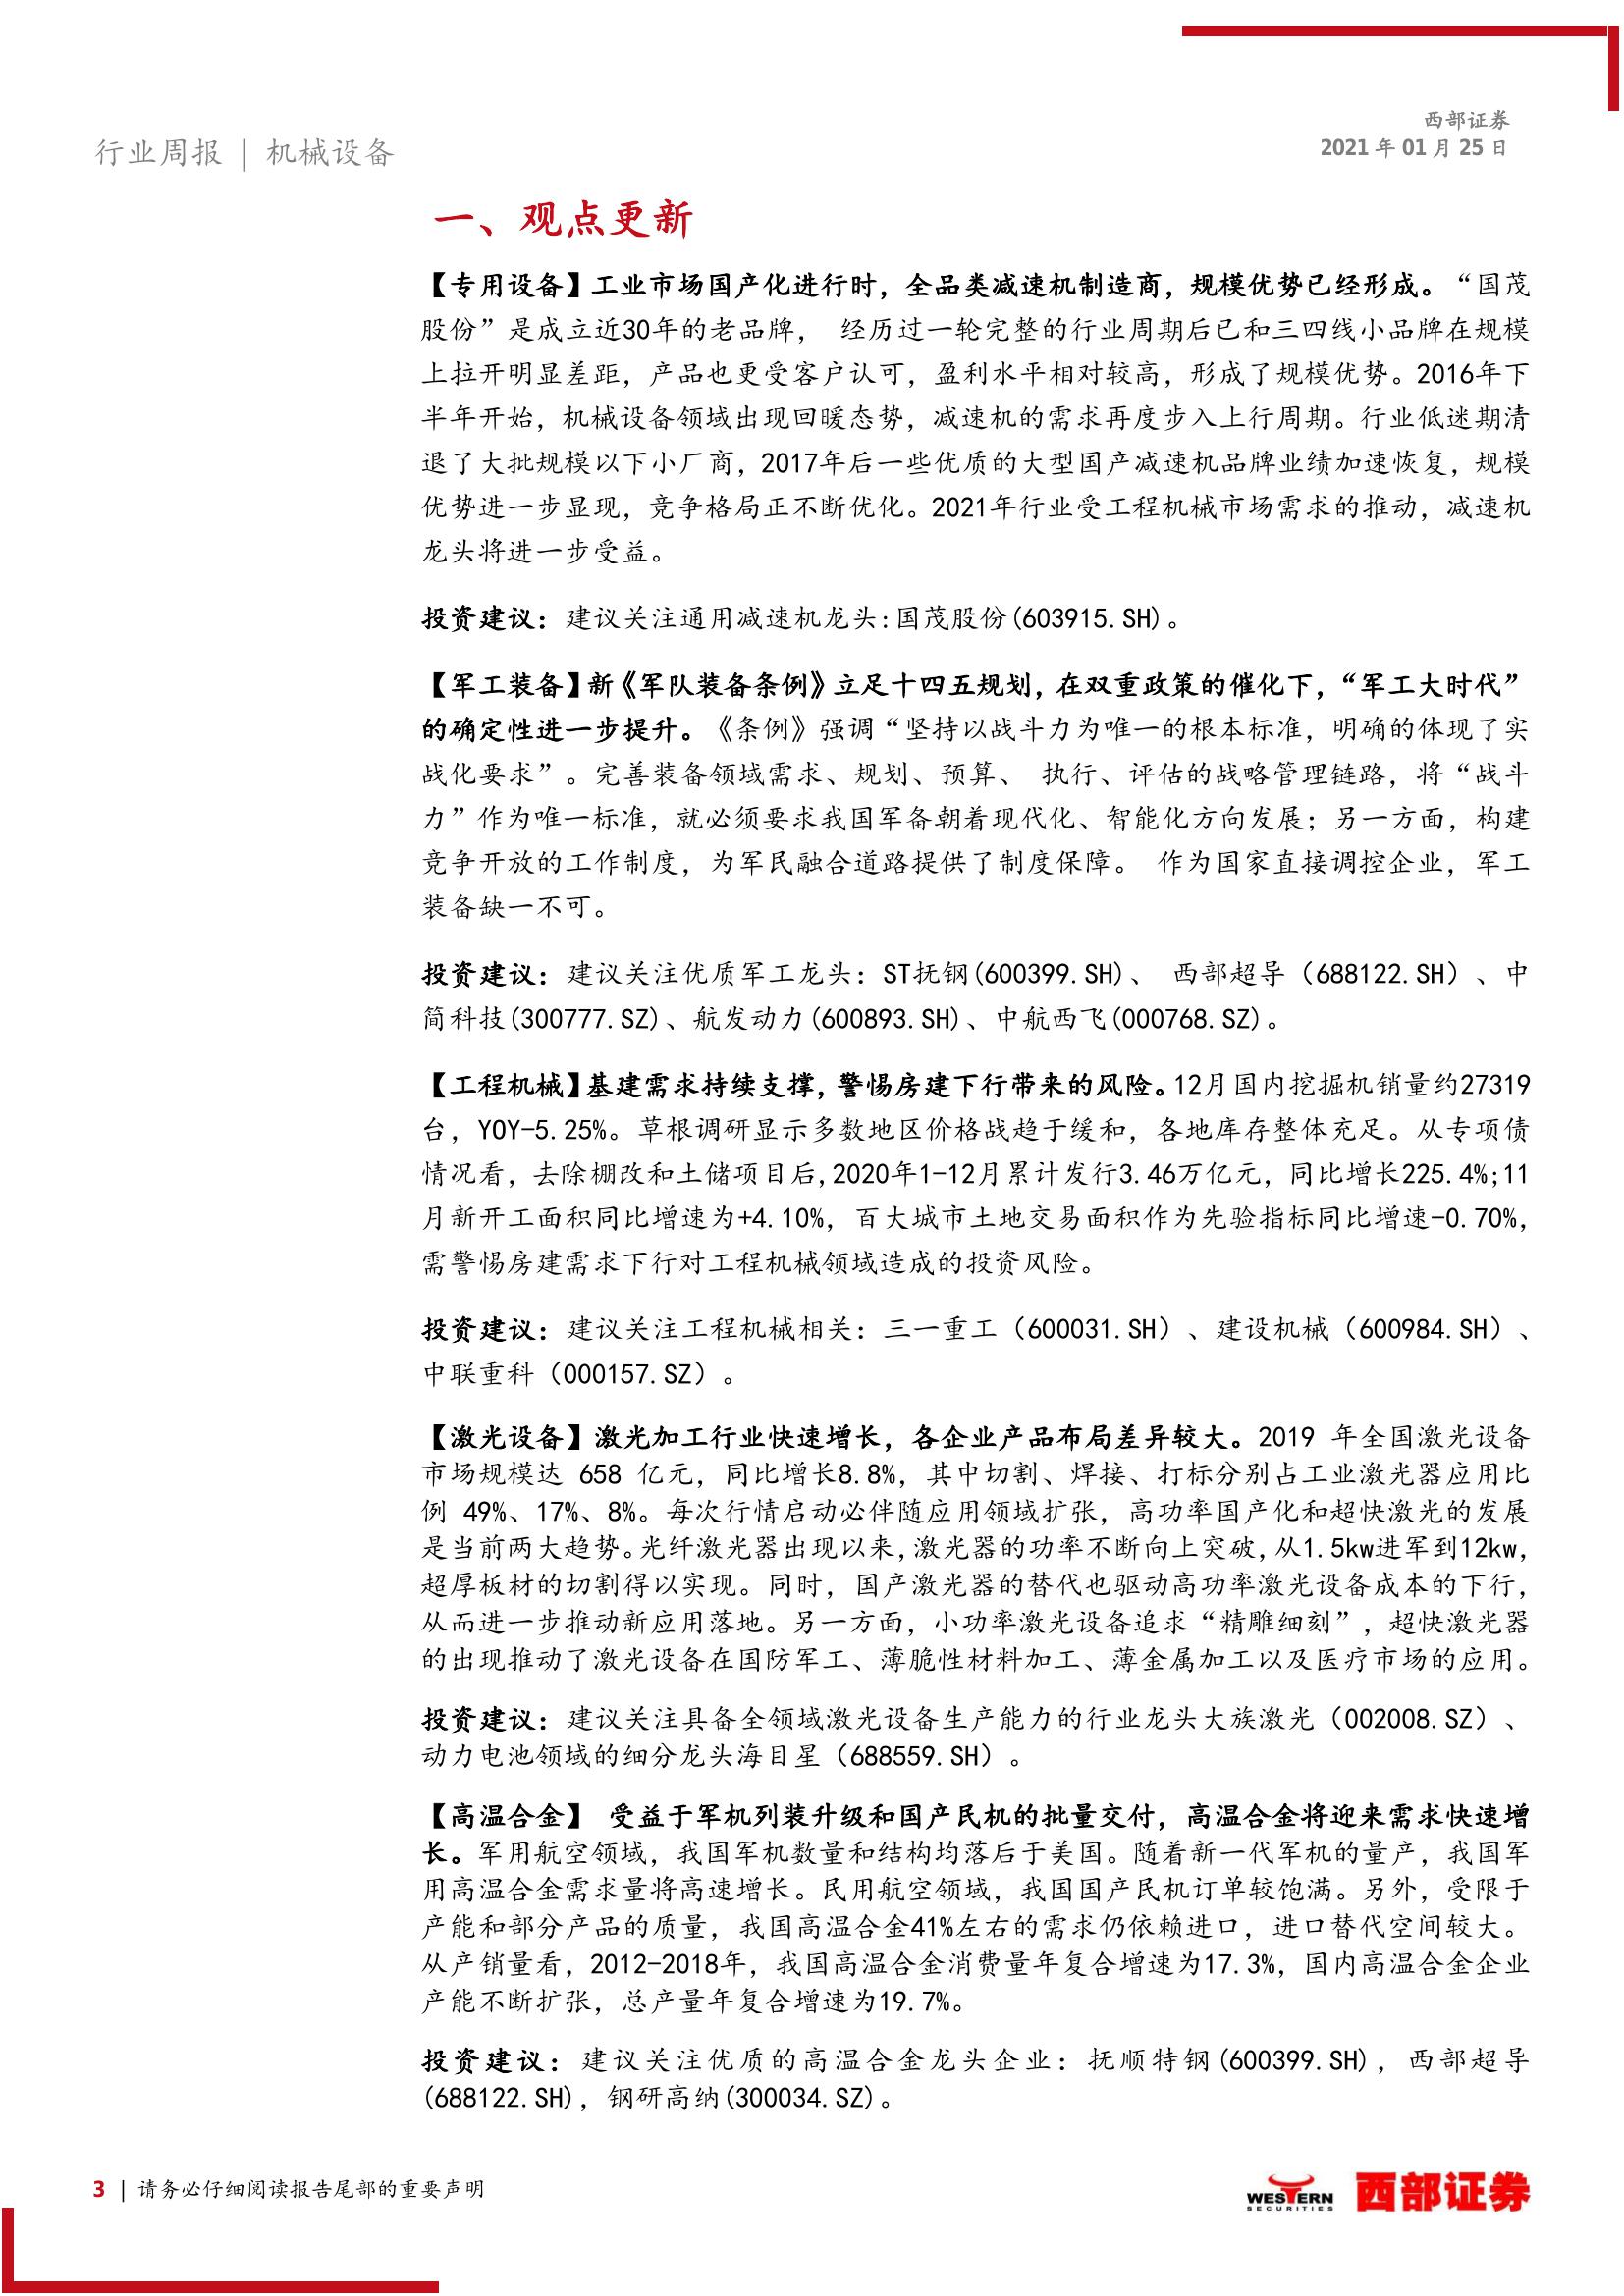 西部证券
行业周报 | 机械设备
2021 年 01 月 25 日
一、观点更新
【专用设备】工业市场国产化进行时，全品类减速机制造商，规模优势已经形成。“国茂
股份”是成立近30年的老品牌， 经历过一轮完整的行业周期后已和三四线小品牌在规模
上拉开明显差距，产品也更受客户认可，盈利水平相对较高，形成了规模优势。2016年下
半年开始，机械设备领域出现回暖态势，减速机的需求再度步入上行周期。行业低迷期清
退了大批规模以下小厂商，2017年后一些优质的大型国产减速机品牌业绩加速恢复，规模
优势进一步显现，竞争格局正不断优化。2021年行业受工程机械市场需求的推动，减速机
龙头将进一步受益。
投资建议：建议关注通用减速机龙头:国茂股份(603915.SH)。
【军工装备】新《军队装备条例》立足十四五规划，在双重政策的催化下，“军工大时代”
的确定性进一步提升。《条例》强调“坚持以战斗力为唯一的根本标准，明确的体现了实
战化要求”。完善装备领域需求、规划、预算、 执行、评估的战略管理链路，将“战斗
力”作为唯一标准，就必须要求我国军备朝着现代化、智能化方向发展；另一方面，构建
竞争开放的工作制度，为军民融合道路提供了制度保障。 作为国家直接调控企业，军工
装备缺一不可。
投资建议：建议关注优质军工龙头：ST抚钢(600399.SH)、 西部超导（688122.SH）、中
简科技(300777.SZ)、航发动力(600893.SH)、中航西飞(000768.SZ)。
【工程机械】基建需求持续支撑，警惕房建下行带来的风险。12月国内挖掘机销量约27319
台，YOY-5.25%。草根调研显示多数地区价格战趋于缓和，各地库存整体充足。从专项债
情况看，去除棚改和土储项目后,2020年1-12月累计发行3.46万亿元，同比增长225.4%;11
月新开工面积同比增速为+4.10%，百大城市土地交易面积作为先验指标同比增速-0.70%，
需警惕房建需求下行对工程机械领域造成的投资风险。
投资建议：建议关注工程机械相关：三一重工（600031.SH）、建设机械（600984.SH）、
中联重科（000157.SZ）。
【激光设备】激光加工行业快速增长，各企业产品布局差异较大。2019 年全国激光设备
市场规模达 658 亿元，同比增长8.8%，其中切割、焊接、打标分别占工业激光器应用比
例 49%、17%、8%。每次行情启动必伴随应用领域扩张，高功率国产化和超快激光的发展
是当前两大趋势。光纤激光器出现以来,激光器的功率不断向上突破,从1.5kw进军到12kw，
超厚板材的切割得以实现。同时，国产激光器的替代也驱动高功率激光设备成本的下行，
从而进一步推动新应用落地。另一方面，小功率激光设备追求“精雕细刻”，超快激光器
的出现推动了激光设备在国防军工、薄脆性材料加工、薄金属加工以及医疗市场的应用。
投资建议：建议关注具备全领域激光设备生产能力的行业龙头大族激光（002008.SZ）、
动力电池领域的细分龙头海目星（688559.SH）。
【高温合金】 受益于军机列装升级和国产民机的批量交付，高温合金将迎来需求快速增
长。军用航空领域，我国军机数量和结构均落后于美国。随着新一代军机的量产，我国军
用高温合金需求量将高速增长。民用航空领域，我国国产民机订单较饱满。另外，受限于
产能和部分产品的质量，我国高温合金41%左右的需求仍依赖进口，进口替代空间较大。
从产销量看，2012-2018年，我国高温合金消费量年复合增速为17.3%，国内高温合金企业
产能不断扩张，总产量年复合增速为19.7%。
投资建议：建议关注优质的高温合金龙头企业：抚顺特钢(600399.SH)，西部超导
(688122.SH)，钢研高纳(300034.SZ)。
3 | 请务必仔细阅读报告尾部的重要声明
WESTERN
SECURITIES
西部证券